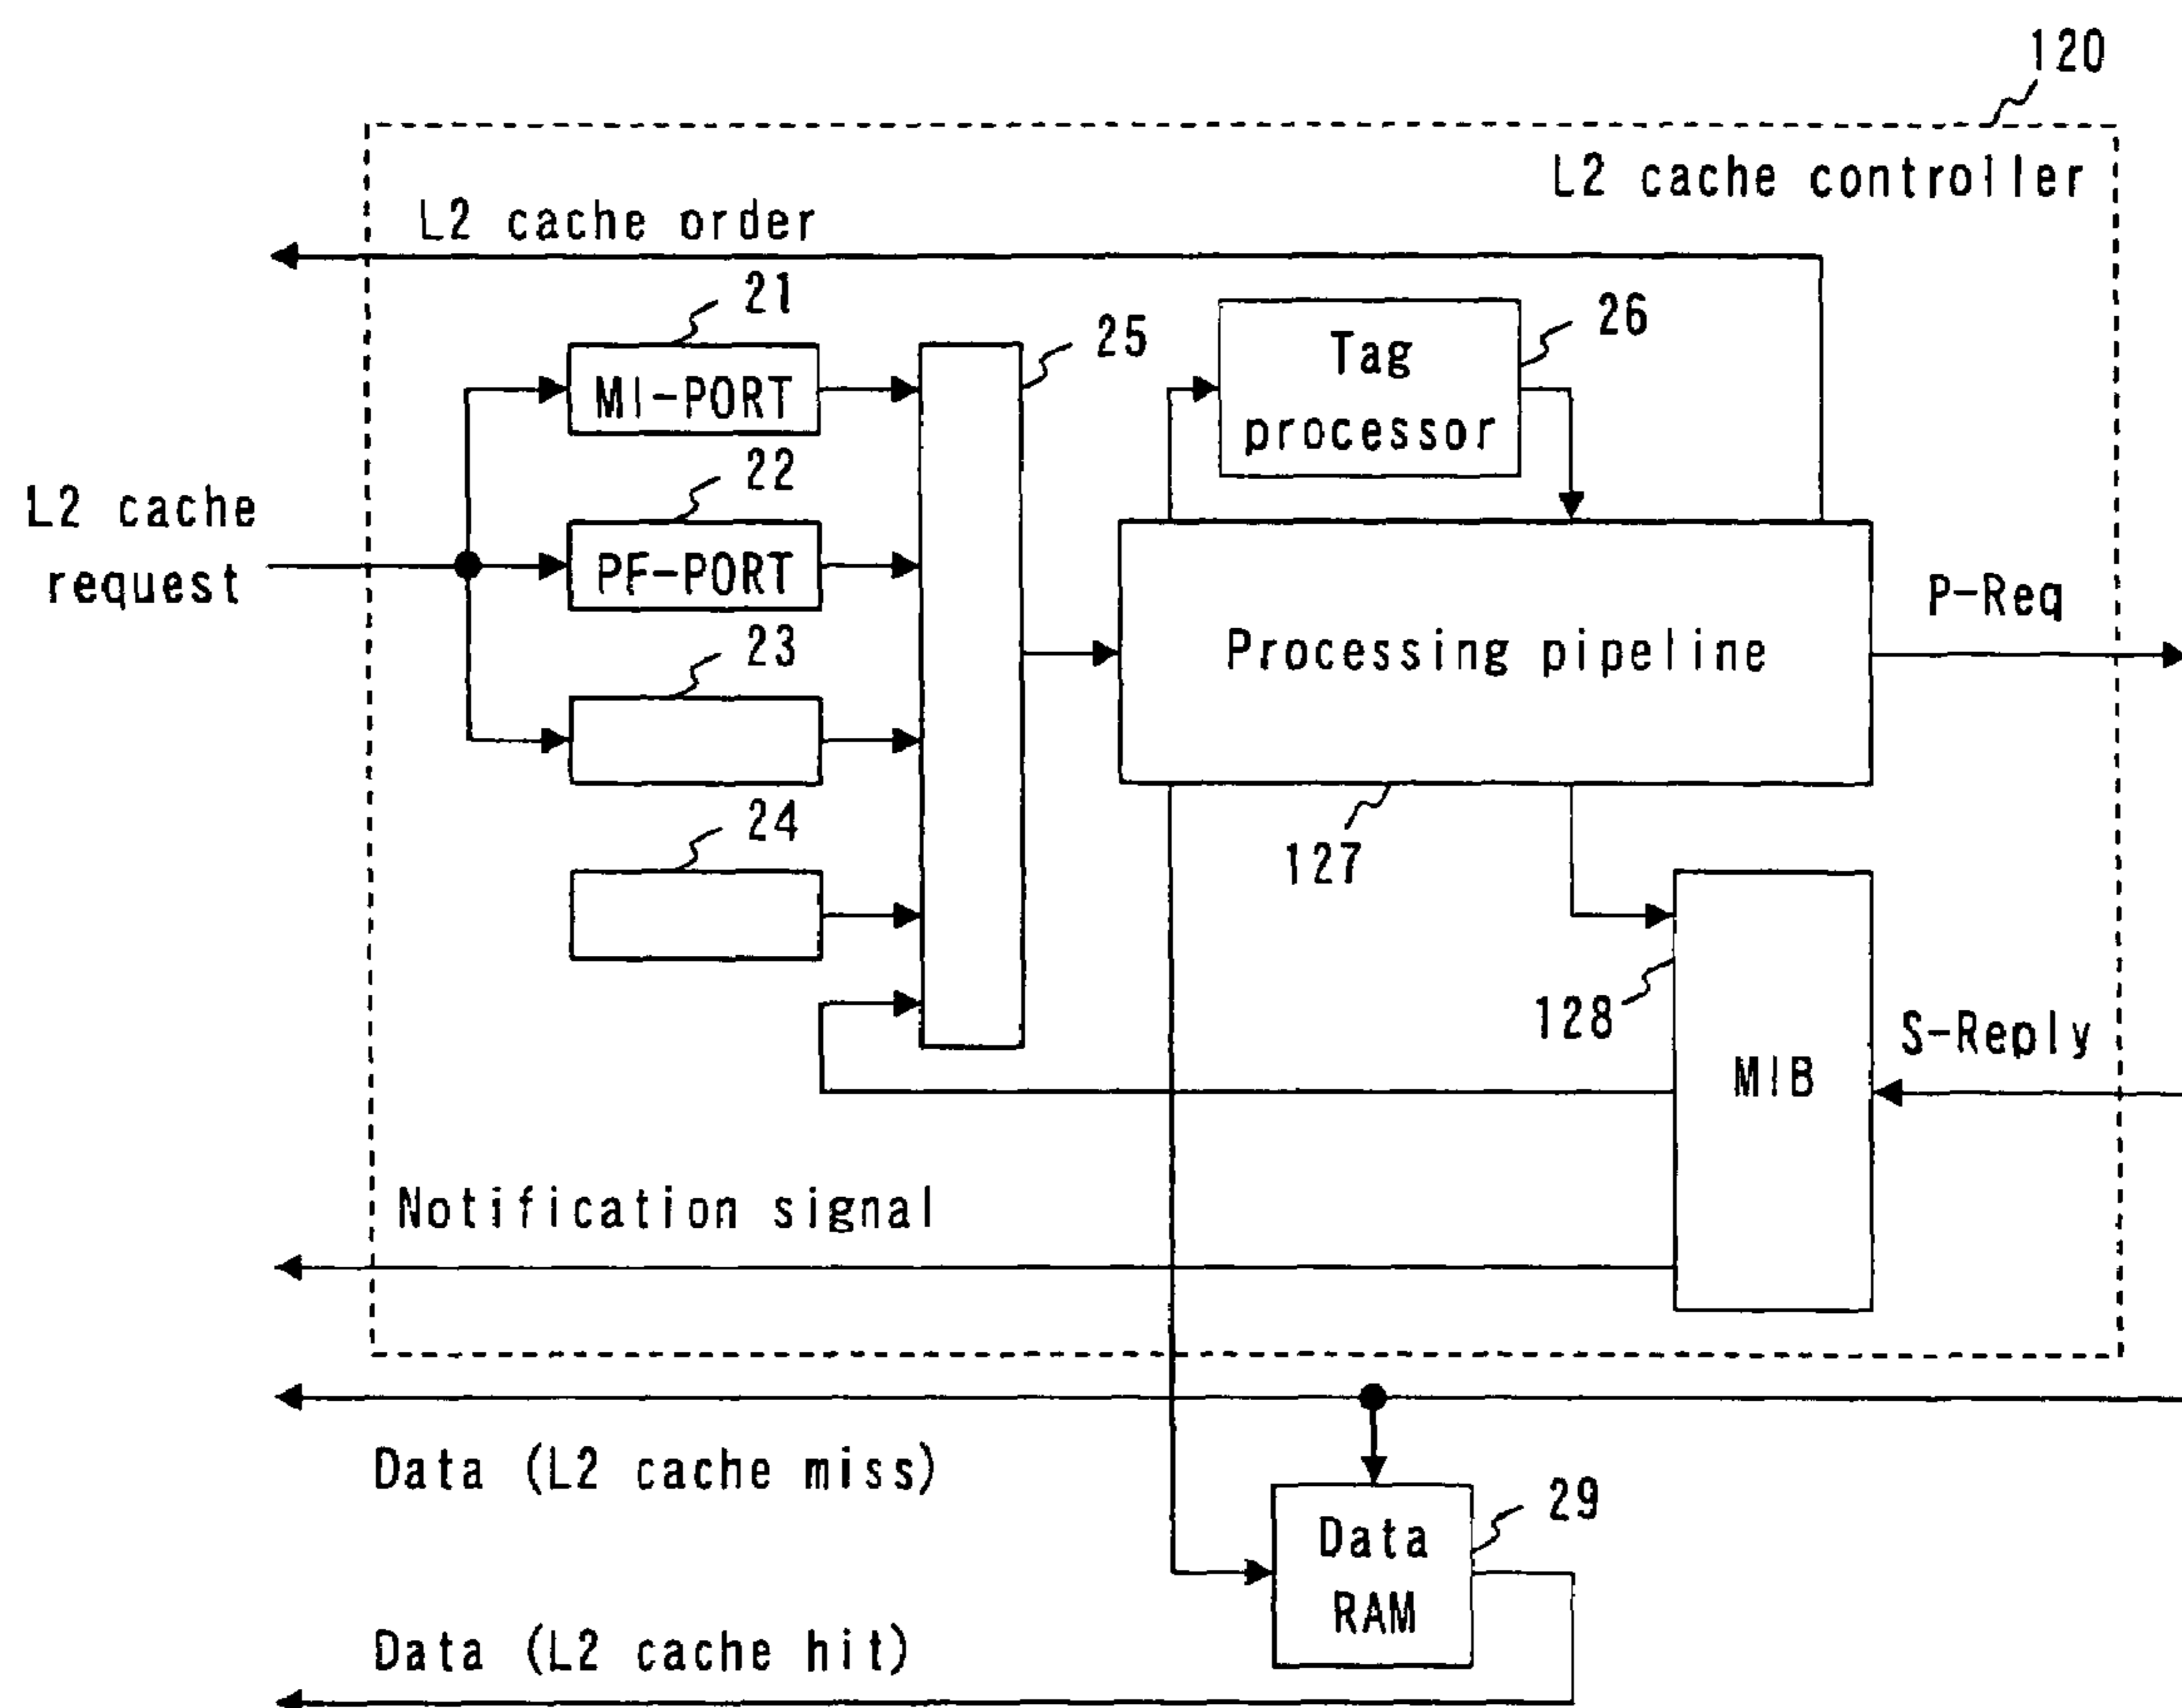 120
L2 cache controller
L2 cache order
21
MI-PORT
25
Tag
processor
26
22
PF-PORT
L2 cache
request
23
Processing pipeline
P-Req
24
127
128
MIB
S-Reply
Notification signal
Data (L2 cache miss)
Data
RAM
29
Data (L2 cache hit)